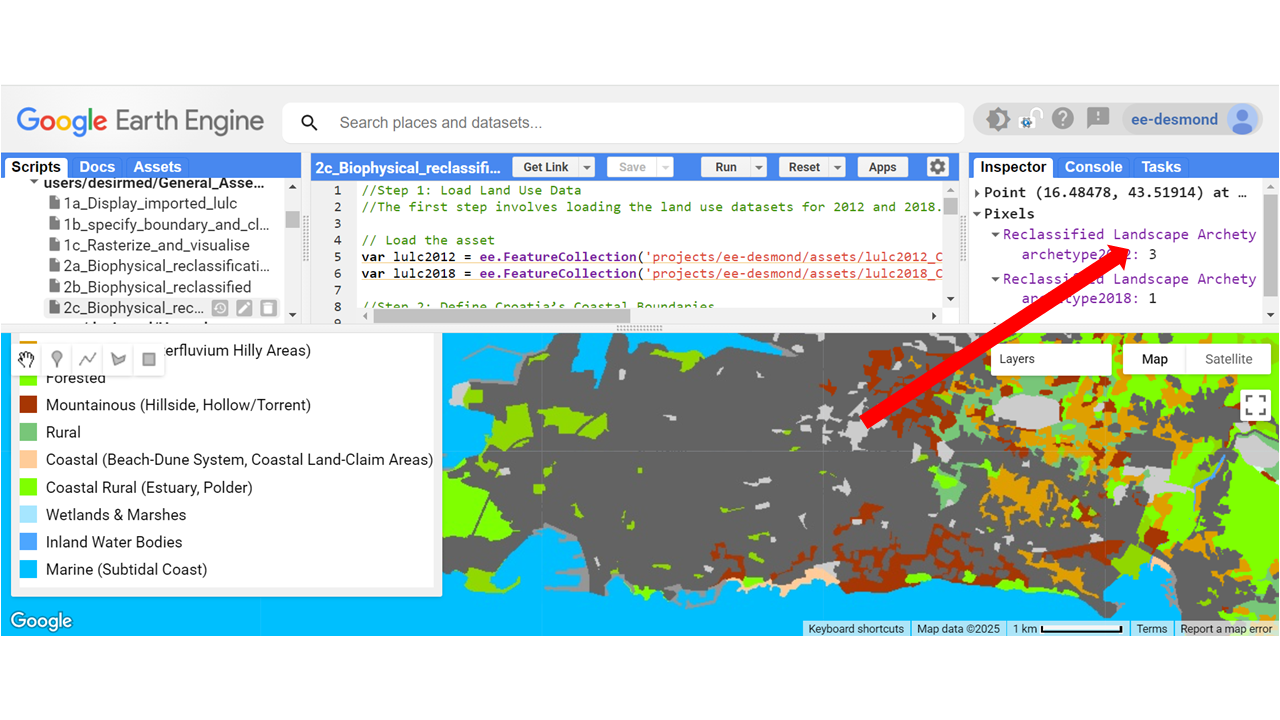 Google Earth Engine
Search places and datasets...
ee-desmond
Scripts Docs Assets
users/desirmed/General_Asse...
1a_Display_imported_lulc
1b_specify_boundary_and_cl...
1c_Rasterize_and_visualise
2a_Biophysical_reclassificati...
2b_Biophysical_reclassified
2c_Biophysical_rec...
2c_Biophysical_reclassifi... Get Link Save Run Reset Apps
1 //Step 1: Load Land Use Data
2 //The first step involves loading the land use datasets for 2012 and 2018.
3
4 // Load the asset
5 var lulc2012 = ee.FeatureCollection('projects/ee-desmond/assets/lulc2012_C
6 var lulc2018 = ee.FeatureCollection('projects/ee-desmond/assets/lulc2018_C
7
8 //Step 2: Define Croatia's Coastal Boundaries
9
Inspector Console Tasks
Point (16.48478, 43.51914) at ...
Pixels
Reclassified Landscape Archety
archetype2012: 3
Reclassified Landscape Archety
archetype2018: 1
erfluvium Hilly Areas)
Forested
Mountainous (Hillside, Hollow/Torrent)
Rural
Coastal (Beach-Dune System, Coastal Land-Claim Areas)
Coastal Rural (Estuary, Polder)
Wetlands & Marshes
Inland Water Bodies
Marine (Subtidal Coast)
Layers
Map Satellite
Google
Keyboard shortcuts Map data ©2025 1 km Terms Report a map error